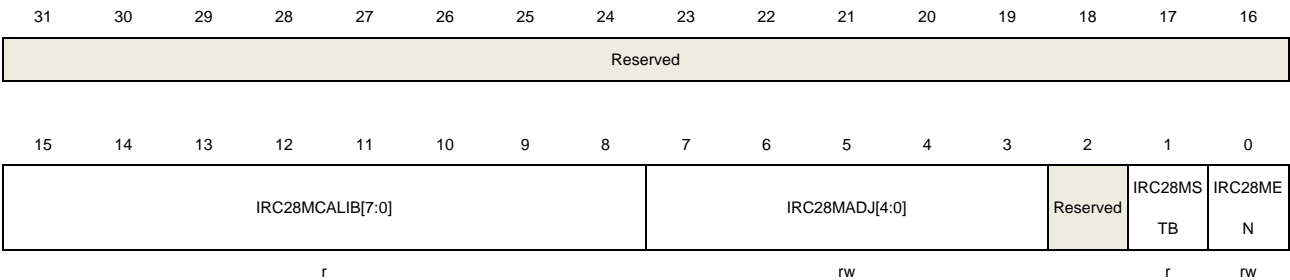 31 30 29 28 27 26 25 24 23 22 21 20 19 18 17 16
Reserved
15 14 13 12 11 10 9 8 7 6 5 4 3 2 1 0
IRC28MCALIB[7:0] IRC28MADJ[4:0] Reserved IRC28MS TB IRC28ME N
r rw r rw